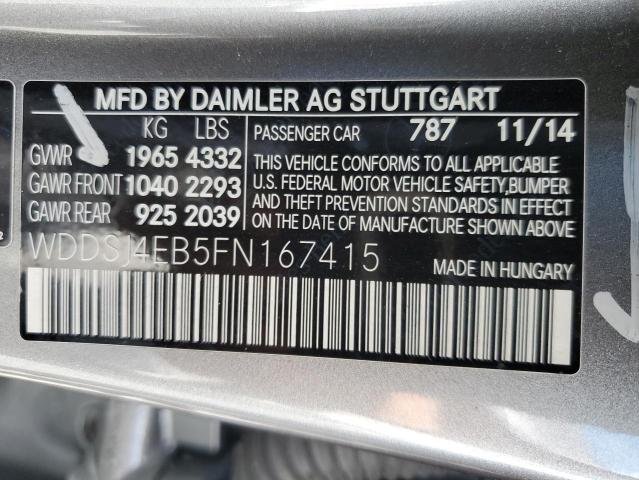 MFD BY DAIMLER AG STUTTGART
KG LBS
GVWR 1965 4332
GAWR FRONT 1040 2293
GAWR REAR 925 2039
PASSENGER CAR 787 11/14
THIS VEHICLE CONFORMS TO ALL APPLICABLE
U.S. FEDERAL MOTOR VEHICLE SAFETY,BUMPER
AND THEFT PREVENTION STANDARDS IN EFFECT
ON THE DATE OF MANUFACTURE SHOWN ABOVE
WDDSJ4EB5FN167415
MADE IN HUNGARY